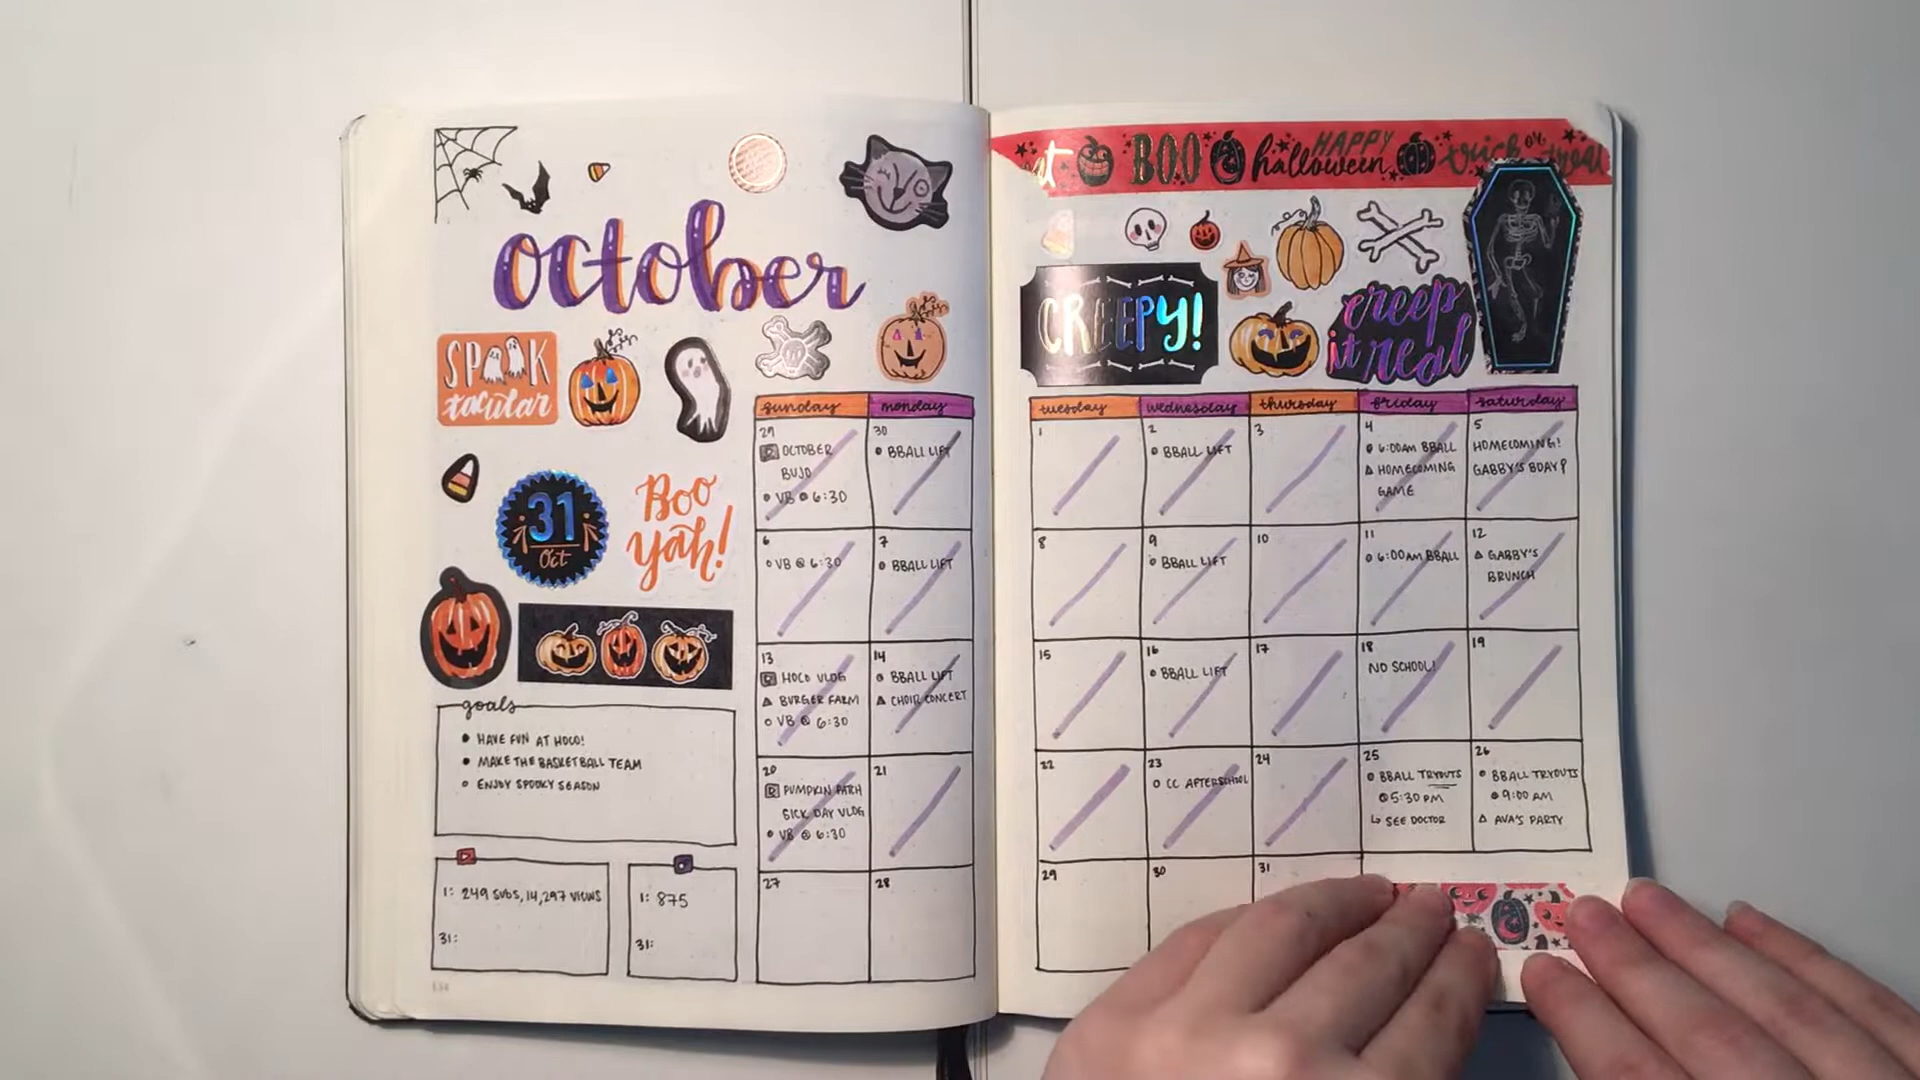 october
SPOOK
tacular
31
Oct
Boo
yah!
goals
HAVE FUN AT HOCO!
MAKE THE BASKETBALL TEAM
ENJOY SPOOKY SEASON
1: 249 SUBS, 14,297 VIEWS
31:
1: 875
31:
sunday monday
29 30
OCTOBER BBALL LIFT
BUJO
VB @ 6:30
6 7
VB @ 6:30 BBALL LIFT
13 14
HOCO VLOG BBALL LIFT
BURGER FARM CHOIR CONCERT
VB @ 6:30
20 21
PUMPKIN PATH
SICK DAY VLOG
VB @ 6:30
27 28
BOO HAPPY halloween trick or treat
CREEPY!
creep
it real
tuesday wednesday thursday friday saturday
1 2 3 4 5
BBALL LIFT 6:00AM BBALL HOMECOMING!
HOMECOMING GABBY'S BDAY
GAME
8 9 10 11 12
BBALL LIFT 6:00AM BBALL GABBY'S
BRUNCH
15 16 17 18 19
BBALL LIFT NO SCHOOL!
22 23 24 25 26
CC AFTERSCHOOL BBALL TRYOUTS BBALL TRYOUTS
@5:30 PM @ 9:00 AM
SEE DOCTOR AVA'S PARTY
29 30 31